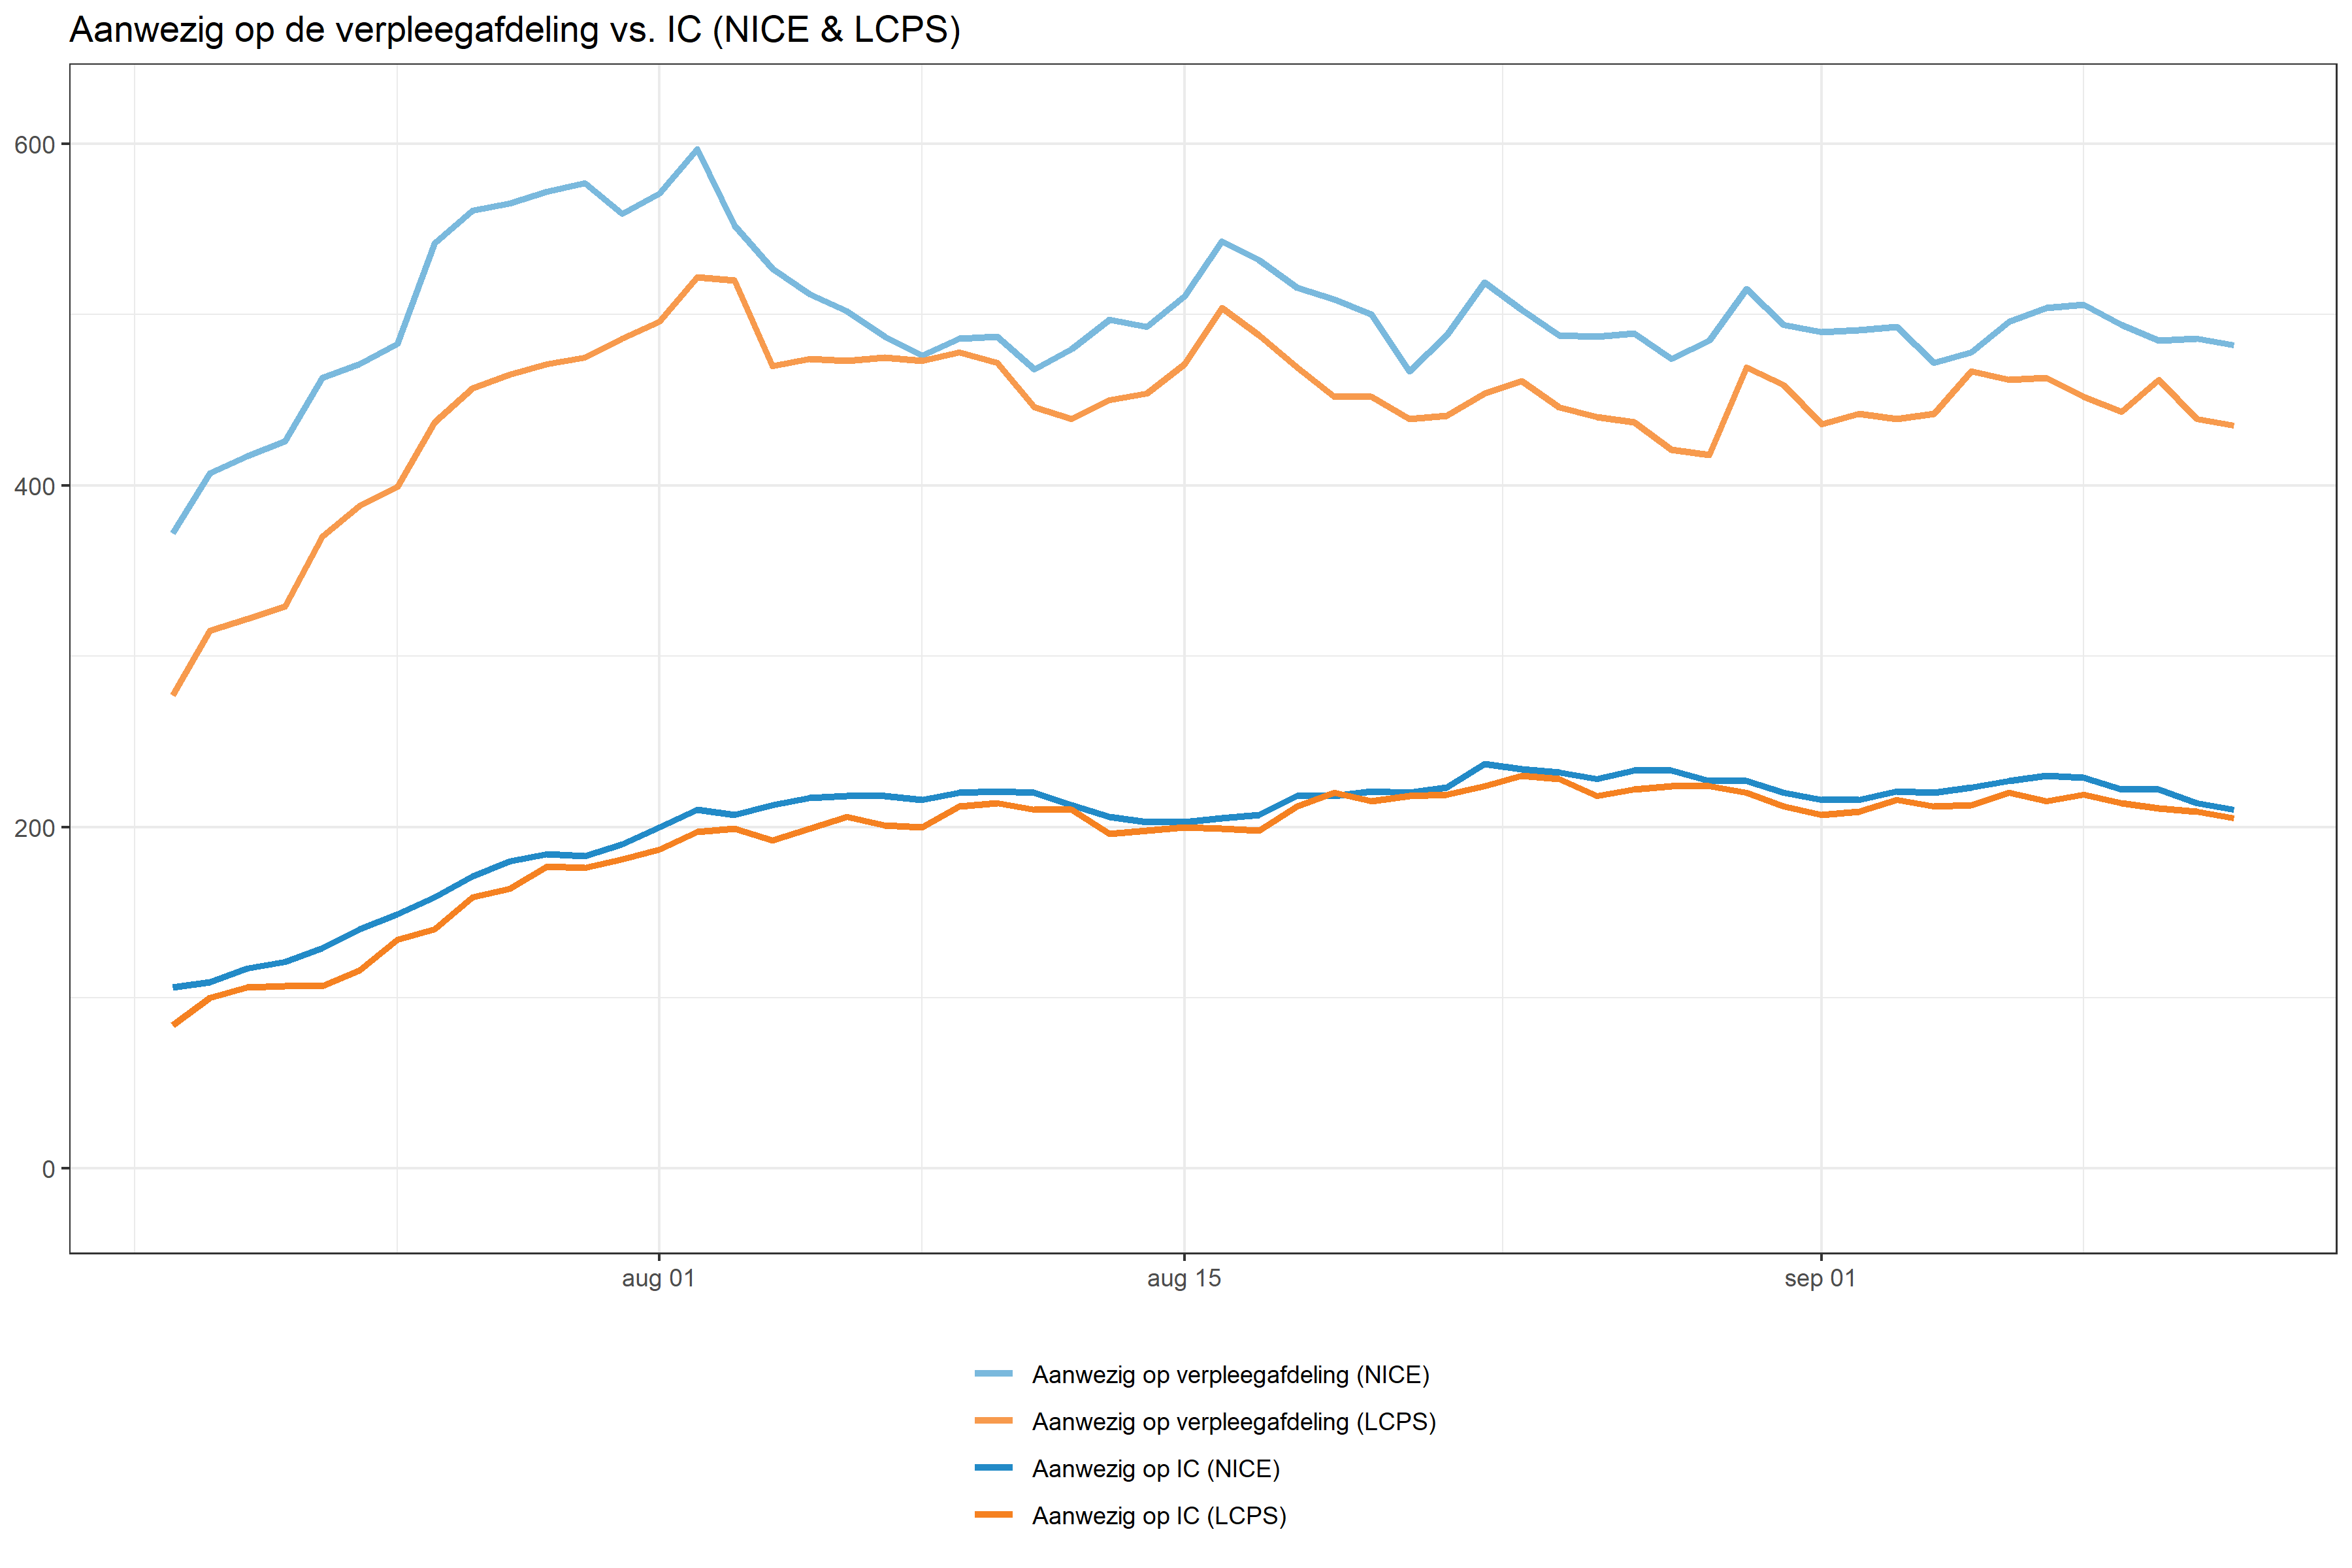 Aanwezig op de verpleegafdeling vs. IC (NICE & LCPS)
600
400
200
0
aug 01 aug 15 sep 01
Aanwezig op verpleegafdeling (NICE)
Aanwezig op verpleegafdeling (LCPS)
Aanwezig op IC (NICE)
Aanwezig op IC (LCPS)